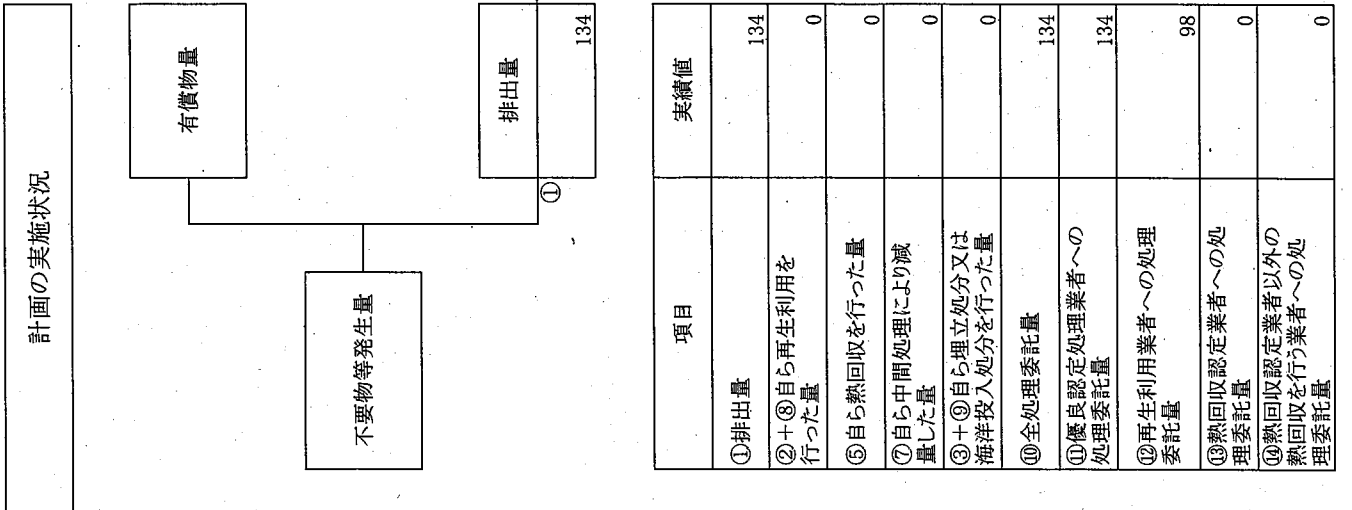 計画の実施状況
有償物量
不要物等発生量
排出量
①
134
項目
実績値
①排出量
134
②+⑧自ら再生利用を
行った量
0
⑤自ら熱回収を行った量
0
⑦自ら中間処理により減
量した量
0
③+⑨自ら埋立処分又は
海洋投入処分を行った量
0
⑩全処理委託量
134
⑪優良認定処理業者への
処理委託量
134
⑫再生利用業者への処理
委託量
98
⑬熱回収認定業者への処
理委託量
0
⑭熱回収認定業者以外の
熱回収を行う業者への処
理委託量
0